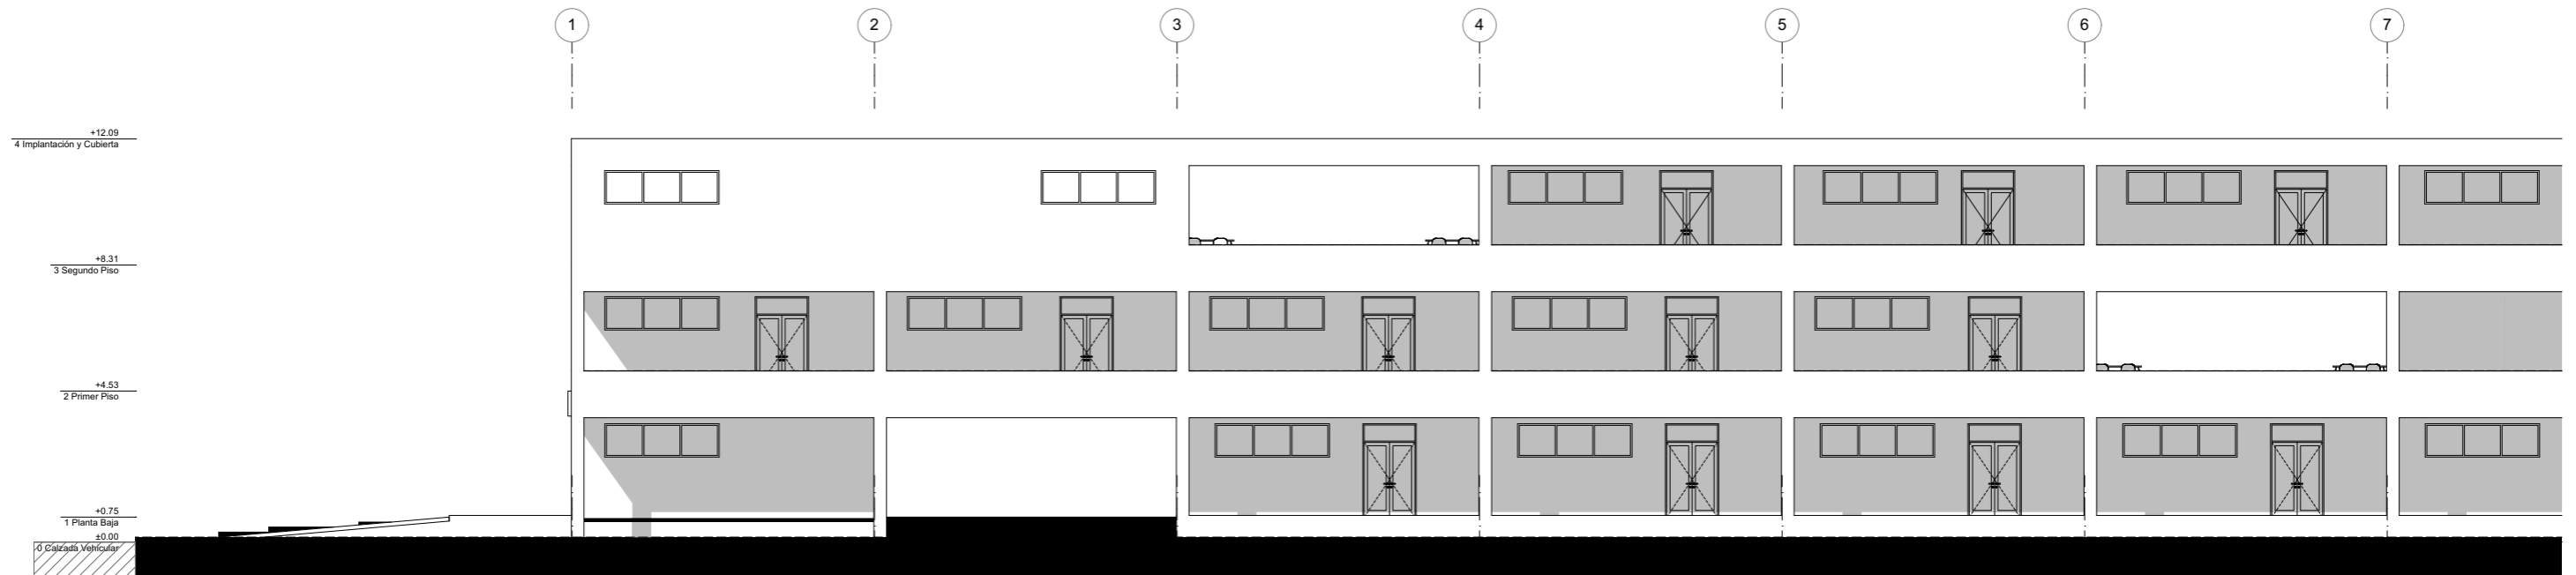 1
2
3
4
5
6
7
+12.09
4 Implantación y Cubierta
+8.31
3 Segundo Piso
+4.53
2 Primer Piso
+0.75
1 Planta Baja
±0.00
0 Calzada Vehicular